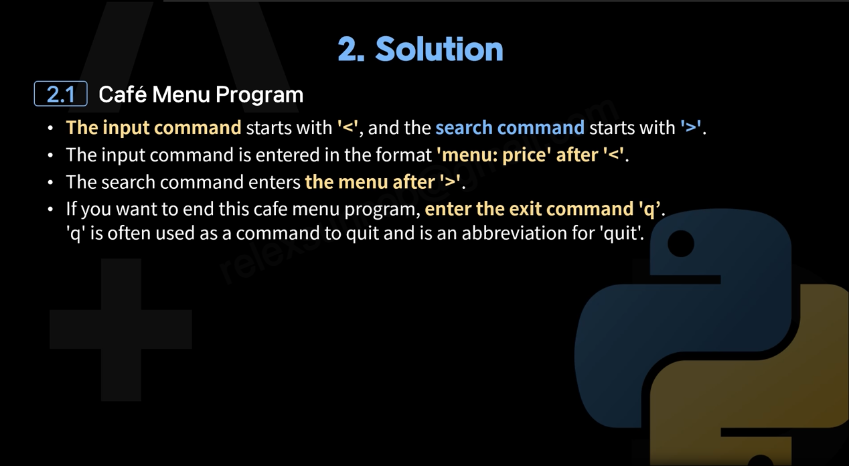 2. Solution
2.1 Café Menu Program
• The input command starts with '<', and the search command starts with '>'.
• The input command is entered in the format 'menu: price' after '<'.
• The search command enters the menu after '>'.
• If you want to end this cafe menu program, enter the exit command 'q’.
'q' is often used as a command to quit and is an abbreviation for 'quit'.